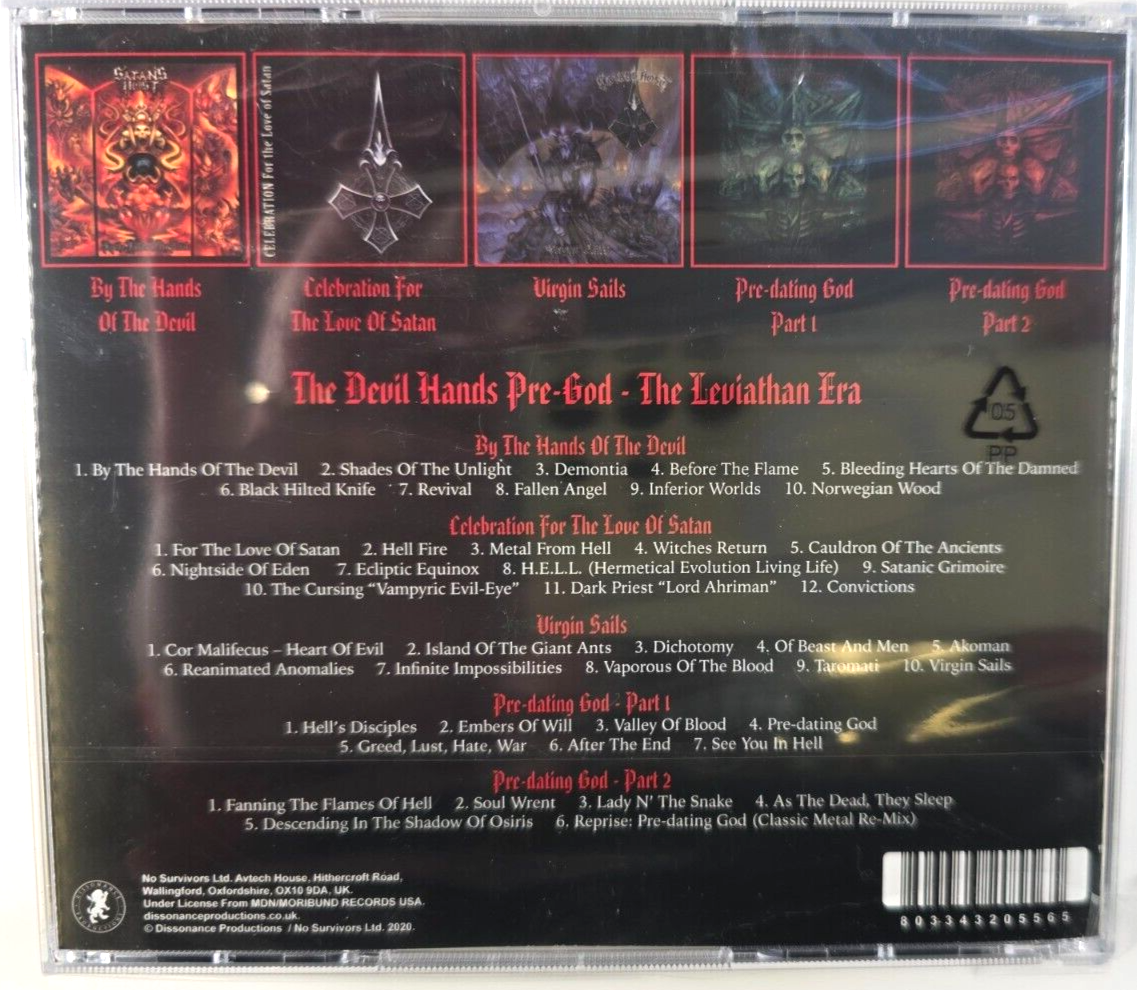 SATAN'S HOST
CELEBRATION For the Love of Satan
By The Hands
Of The Devil
Celebration For
The Love Of Satan
Virgin Sails
Pre-dating God
Part 1
Pre-dating God
Part 2
The Devil Hands Pre-God - The Leviathan Era
05
PP
By The Hands Of The Devil
1. By The Hands Of The Devil 2. Shades Of The Unlight 3. Demontia 4. Before The Flame 5. Bleeding Hearts Of The Damned
6. Black Hilted Knife 7. Revival 8. Fallen Angel 9. Inferior Worlds 10. Norwegian Wood
Celebration For The Love Of Satan
1. For The Love Of Satan 2. Hell Fire 3. Metal From Hell 4. Witches Return 5. Cauldron Of The Ancients
6. Nightside Of Eden 7. Ecliptic Equinox 8. H.E.L.L. (Hermetical Evolution Living Life) 9. Satanic Grimoire
10. The Cursing "Vampyric Evil-Eye" 11. Dark Priest "Lord Ahriman" 12. Convictions
Virgin Sails
1. Cor Malifecus – Heart Of Evil 2. Island Of The Giant Ants 3. Dichotomy 4. Of Beast And Men 5. Akoman
6. Reanimated Anomalies 7. Infinite Impossibilities 8. Vaporous Of The Blood 9. Taromati 10. Virgin Sails
Pre-dating God - Part 1
1. Hell's Disciples 2. Embers Of Will 3. Valley Of Blood 4. Pre-dating God
5. Greed, Lust, Hate, War 6. After The End 7. See You In Hell
Pre-dating God - Part 2
1. Fanning The Flames Of Hell 2. Soul Wrent 3. Lady N' The Snake 4. As The Dead, They Sleep
5. Descending In The Shadow Of Osiris 6. Reprise: Pre-dating God (Classic Metal Re-Mix)
No Survivors Ltd. Avtech House, Hithercroft Road,
Wallingford, Oxfordshire, OX10 9DA, UK.
Under License From MDN/MORIBUND RECORDS USA.
dissonanceproductions.co.uk.
© Dissonance Productions / No Survivors Ltd. 2020.
803343205565